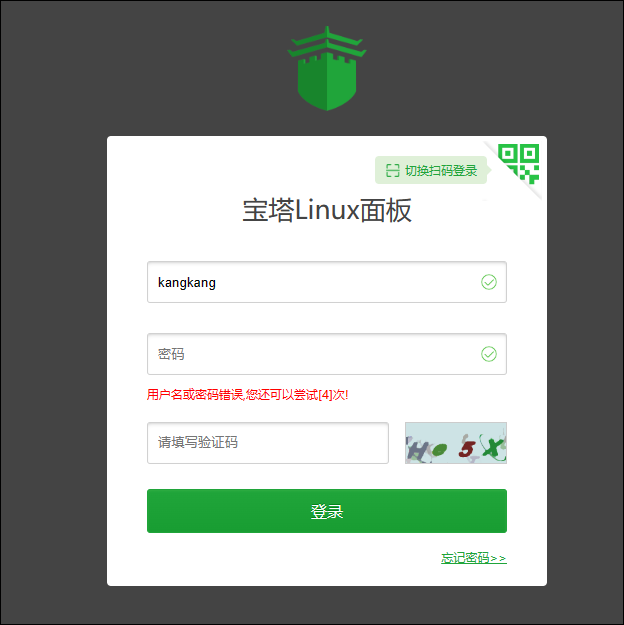 切换扫码登录
宝塔Linux面板
kangkang
密码
用户名或密码错误,您还可以尝试[4]次!
请填写验证码
登录
忘记密码>>